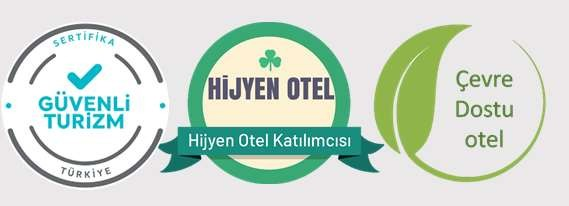 SERTİFİKA
GÜVENLİ
TURİZM
TÜRKİYE
HİJYEN OTEL
Hijyen Otel Katılımcısı
Çevre
Dostu
otel